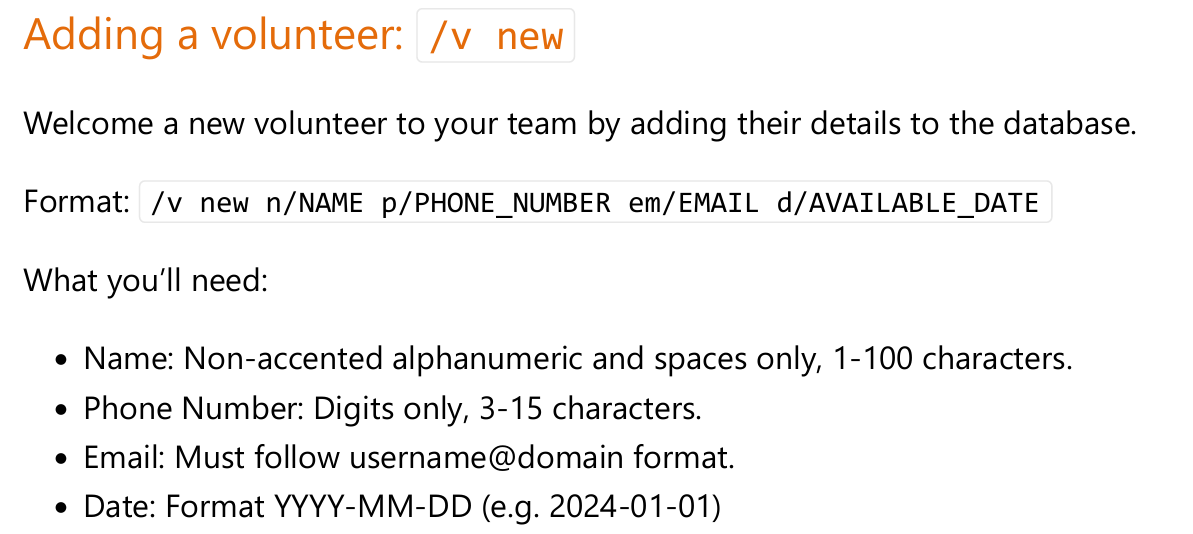 Adding a volunteer: /v new
Welcome a new volunteer to your team by adding their details to the database.
Format: /v new n/NAME p/PHONE_NUMBER em/EMAIL d/AVAILABLE_DATE
What you’ll need:
• Name: Non-accented alphanumeric and spaces only, 1-100 characters.
• Phone Number: Digits only, 3-15 characters.
• Email: Must follow username@domain format.
• Date: Format YYYY-MM-DD (e.g. 2024-01-01)